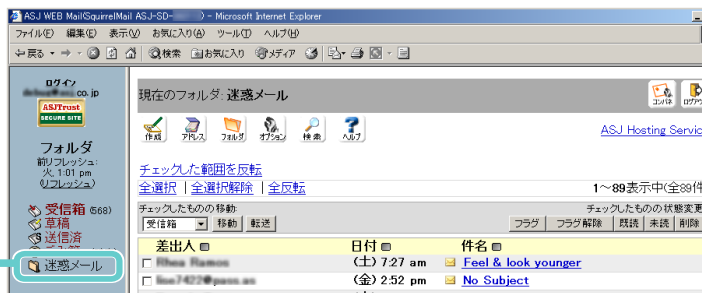 ASJ WEB Mail(SquirrelMail ASJ-SD- ) - Microsoft Internet Explorer
ファイル(F) 編集(E) 表示(V) お気に入り(A) ツール(T) ヘルプ(H)
戻る 検索 お気に入り メディア
ログイン
.co.jp
ASJTrust
SECURE SITE
フォルダ
前リフレッシュ:
火, 1:01 pm
(リフレッシュ)
受信箱 (568)
草稿
送信済
迷惑メール
現在のフォルダ: 迷惑メール
コンパネ ログアウ
作成 アドレス フォルダ オプション 検索 ヘルプ
ASJ Hosting Servic
チェックした範囲を反転
全選択 | 全選択解除 | 全反転
1～89表示中(全89件
チェックしたものの移動:
チェックしたものの状態変更
受信箱 移動 転送
フラグ フラグ解除 既読 未読 削除
差出人 日付 件名
(土) 7:27 am Feel & look younger
(金) 2:52 pm No Subject